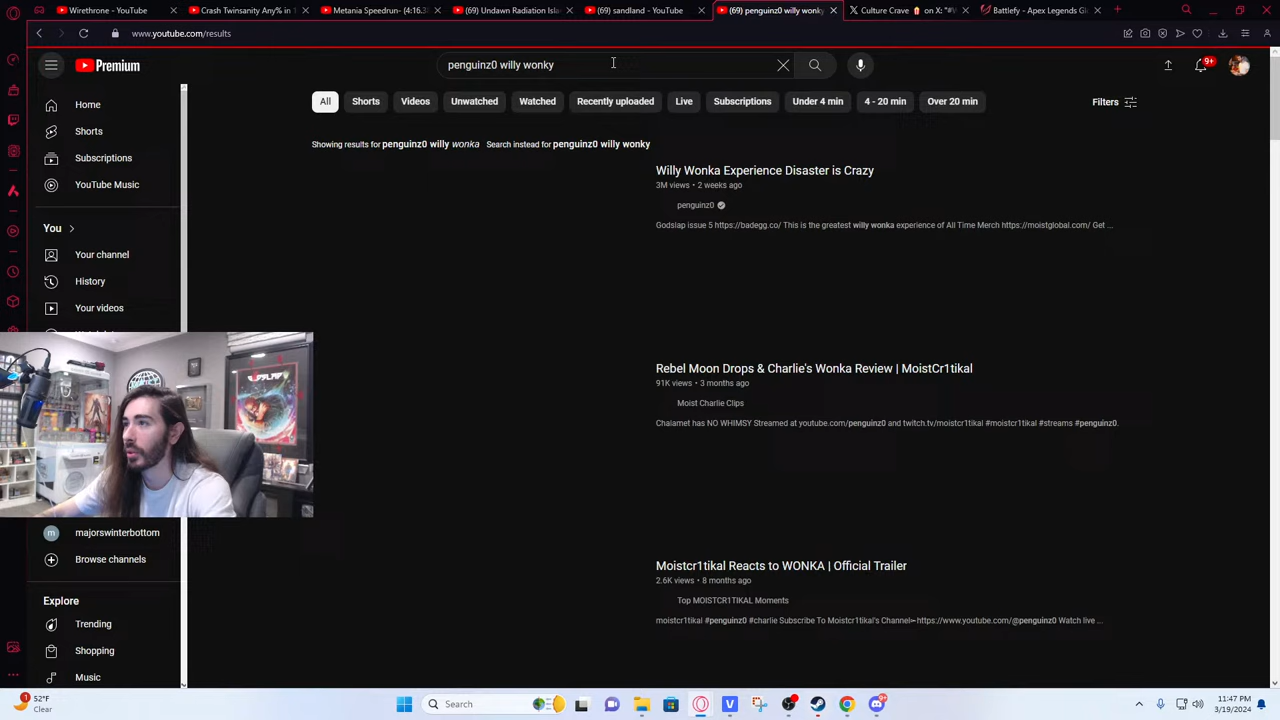 Wirethrone - YouTube
Crash Twinsanity Any% in 1
Metania Speedrun- (4:16.3
(69) Undawn Radiation Isla
(69) sandland - YouTube
(69) penguinz0 willy wonky
Culture Crave on X: "
Battlefy - Apex Legends Gl
www.youtube.com/results
Premium
penguinz0 willy wonky
9+
Home
Shorts
Subscriptions
YouTube Music
You
Your channel
History
Your videos
All
Shorts
Videos
Unwatched
Watched
Recently uploaded
Live
Subscriptions
Under 4 min
4 - 20 min
Over 20 min
Filters
Showing results for penguinz0 willy wonka Search instead for penguinz0 willy wonky
Willy Wonka Experience Disaster is Crazy
3M views • 2 weeks ago
penguinz0
Godslap issue 5 https://badegg.co/ This is the greatest willy wonka experience of All Time Merch https://moistglobal.com/ Get ...
Rebel Moon Drops & Charlie's Wonka Review | MoistCr1tikal
91K views • 3 months ago
Moist Charlie Clips
Chalamet has NO WHIMSY Streamed at youtube.com/penguinz0 and twitch.tv/moistcr1tikal #moistcr1tikal #streams #penguinz0.
Moistcr1tikal Reacts to WONKA | Official Trailer
2.6K views • 8 months ago
Top MOISTCR1TIKAL Moments
moistcr1tikal #penguinz0 #charlie Subscribe To Moistcr1tikal's Channel- https://www.youtube.com/@penguinz0 Watch live ...
m
majorswinterbottom
Browse channels
Explore
Trending
Shopping
Music
1
52°F
Clear
Search
9+
11:47 PM
3/19/2024